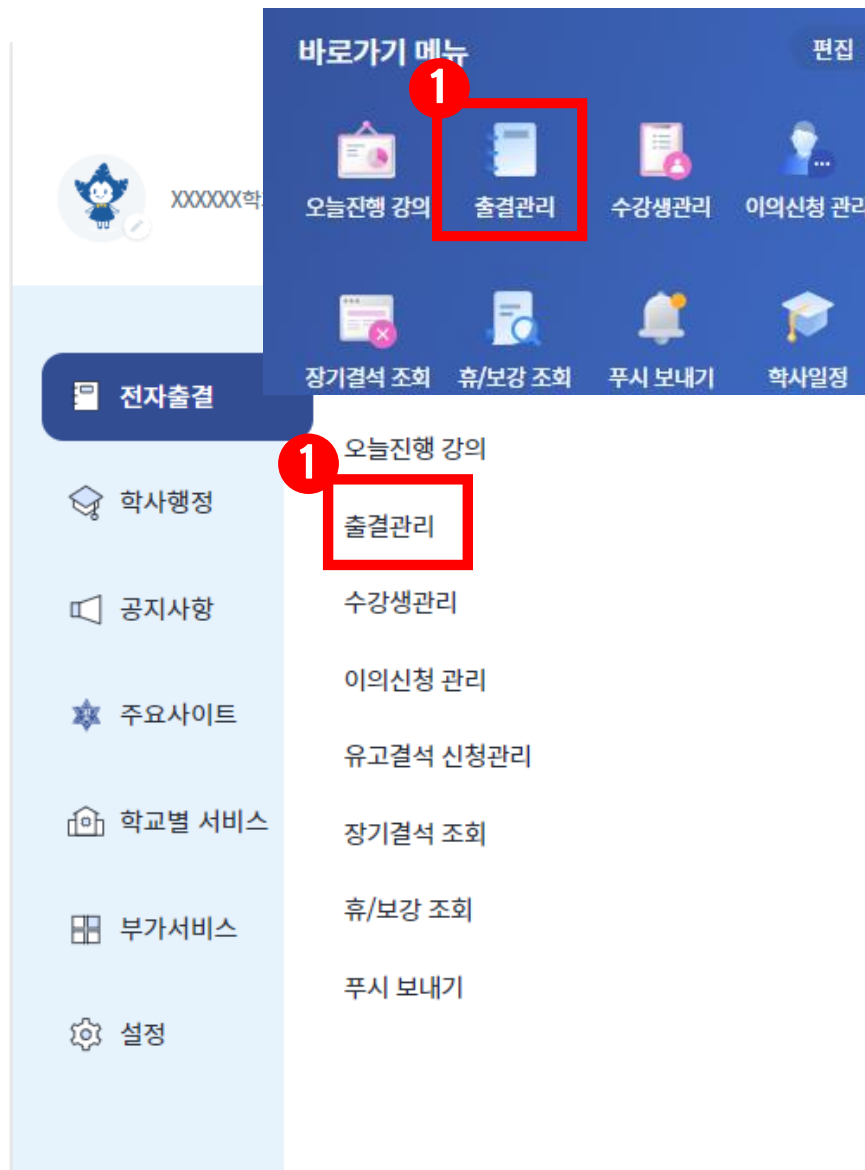 바로가기 메뉴
편집
1
오늘진행 강의
출결관리
수강생관리
이의신청 관리
장기결석 조회
휴/보강 조회
푸시 보내기
학사일정
XXXXXX학
전자출결
학사행정
공지사항
주요사이트
학교별 서비스
부가서비스
설정
오늘진행 강의
1
출결관리
수강생관리
이의신청 관리
유고결석 신청관리
장기결석 조회
휴/보강 조회
푸시 보내기